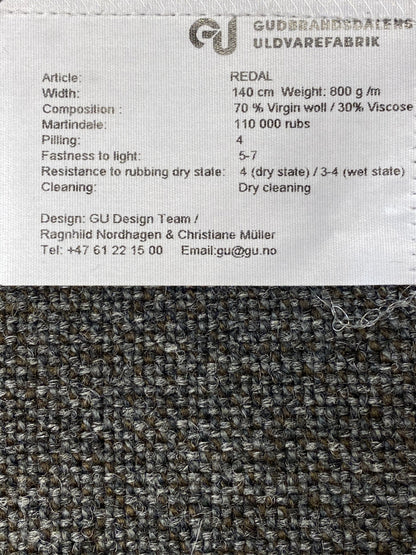 GU GUDBRANDSDALENS
ULDVAREFABRIK
Article: REDAL
Width: 140 cm Weight: 800 g /m
Composition : 70 % Virgin woll / 30% Viscose
Martindale: 110 000 rubs
Pilling: 4
Fastness to light: 5-7
Resistance to rubbing dry state: 4 (dry state) / 3-4 (wet state)
Cleaning: Dry cleaning
Design: GU Design Team /
Ragnhild Nordhagen & Christiane Müller
Tel: +47 61 22 15 00 Email:gu@gu.no